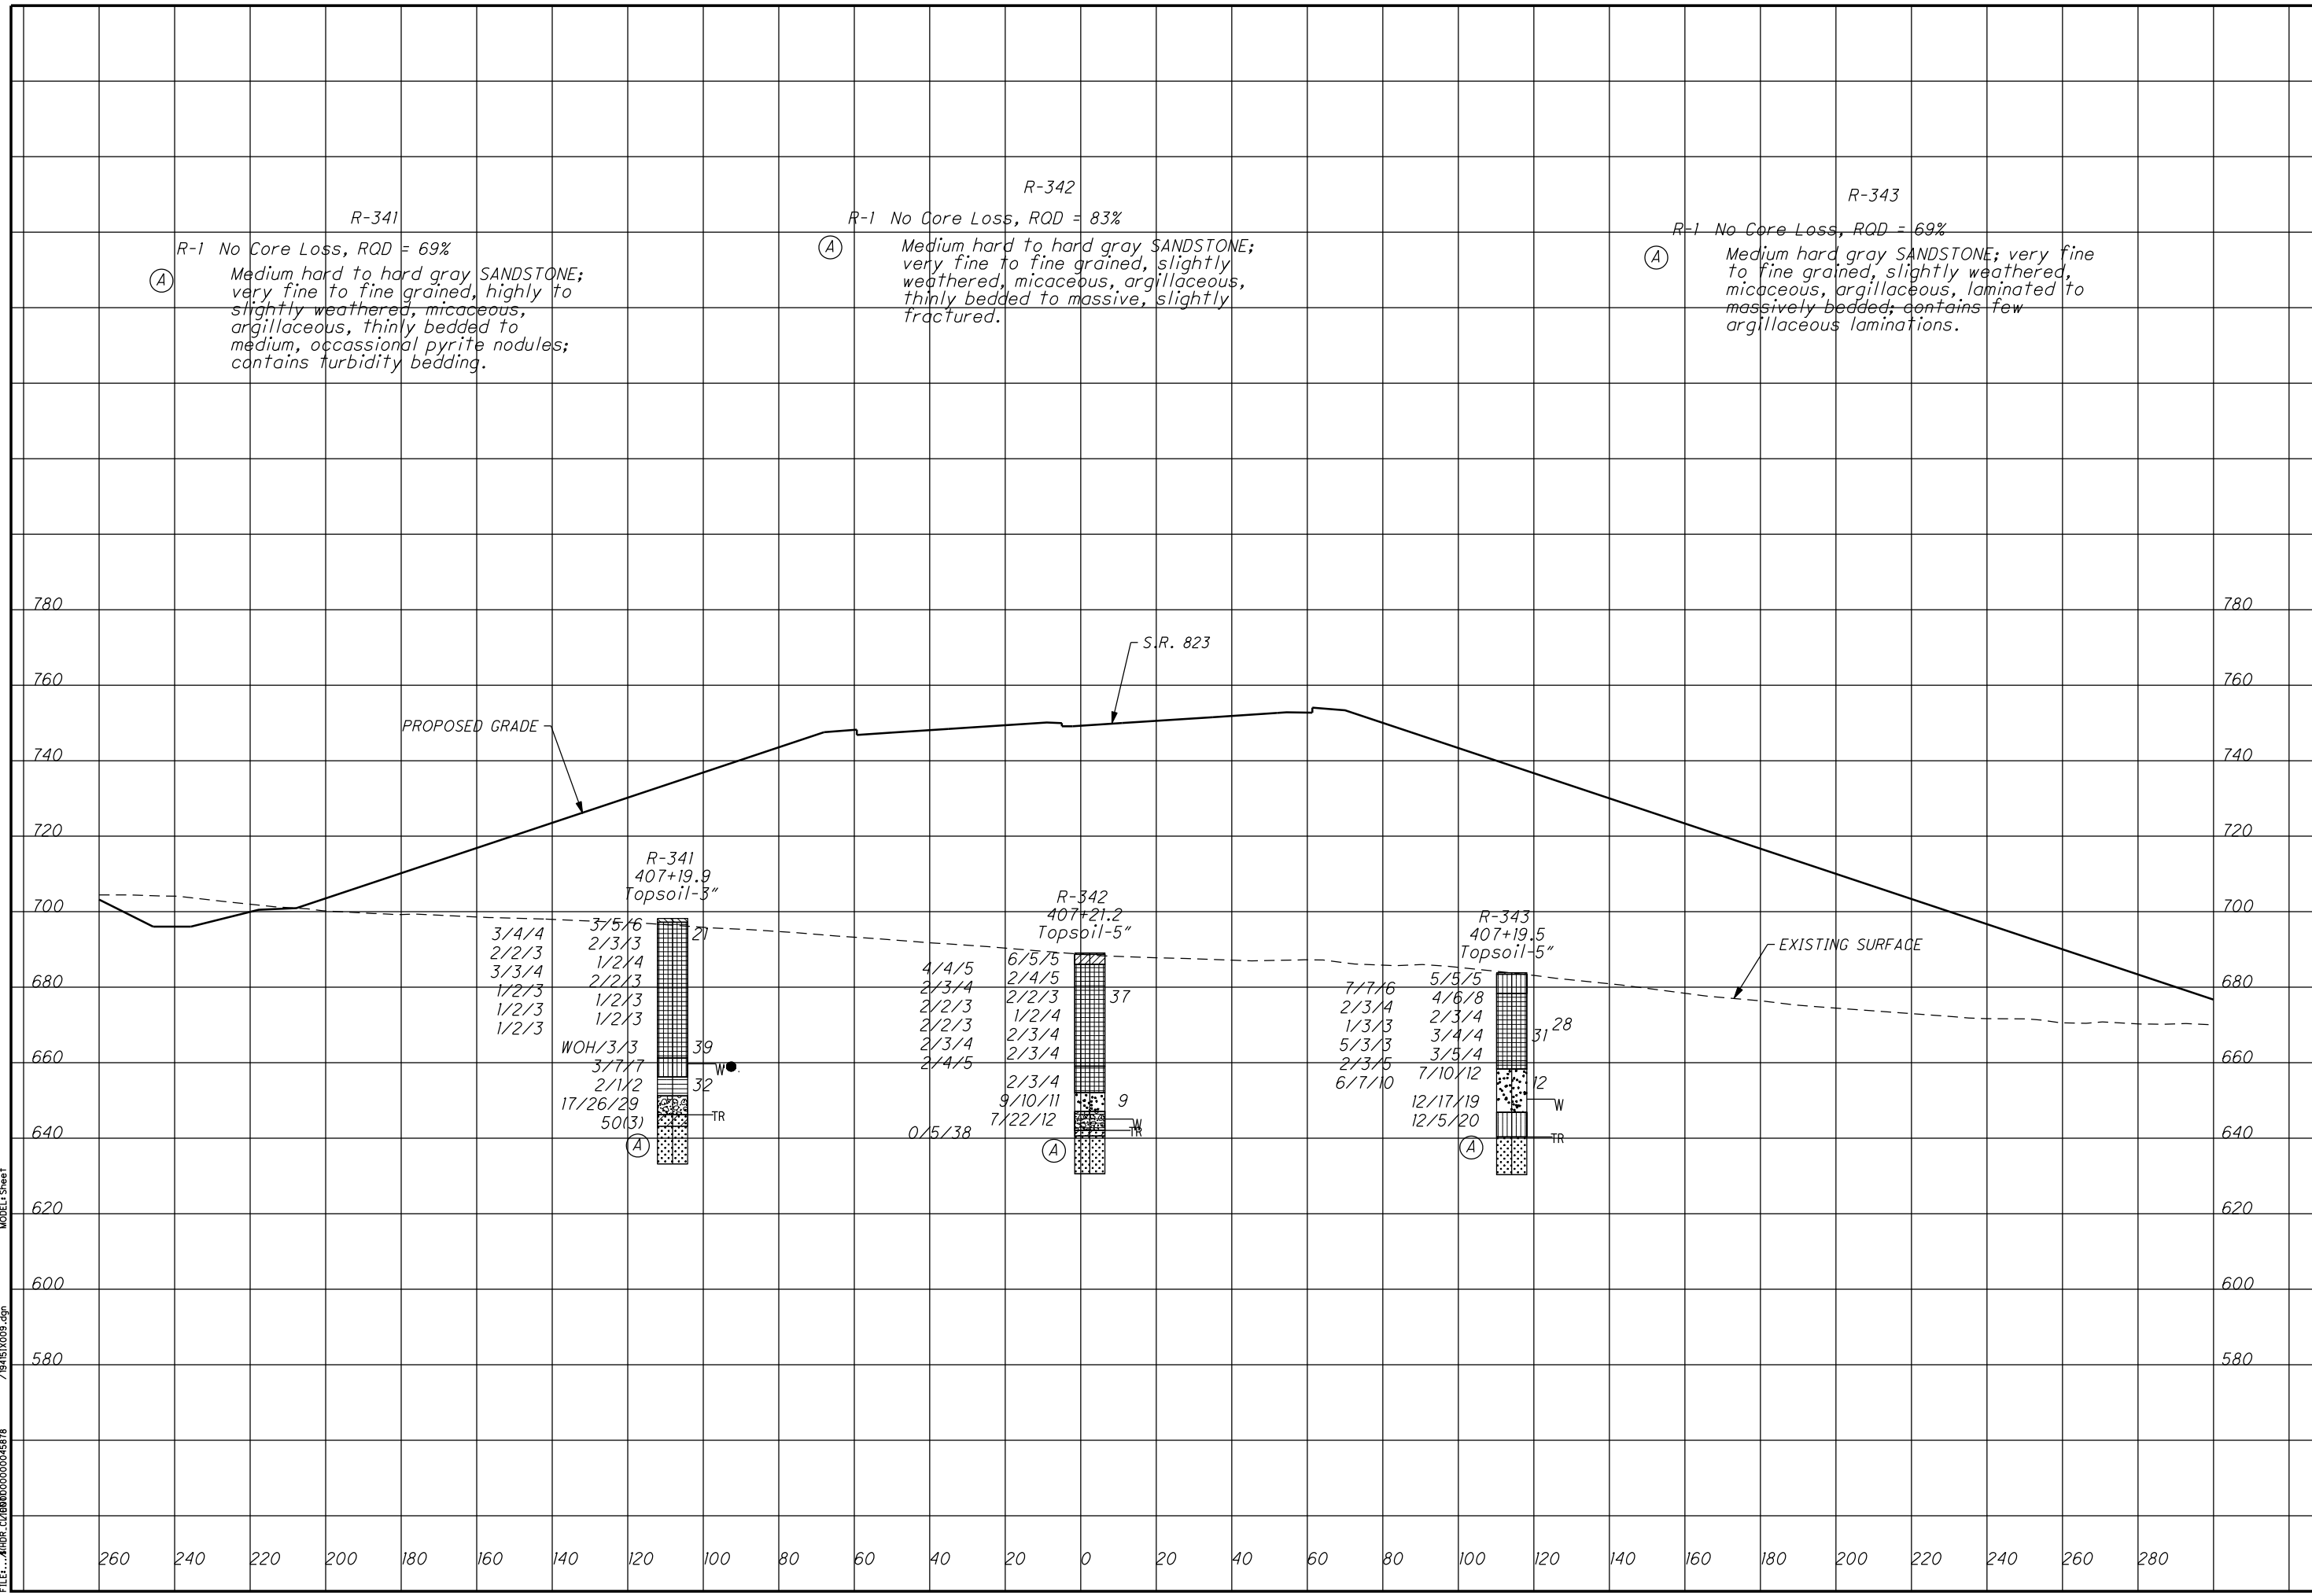 R-341
R-1 No Core Loss, RQD = 69%
A
Medium hard to hard gray SANDSTONE;
very fine to fine grained, highly to
slightly weathered, micaceous,
argillaceous, thinly bedded to
medium, occassional pyrite nodules;
contains turbidity bedding.
R-342
R-1 No Core Loss, RQD = 83%
A
Medium hard to hard gray SANDSTONE;
very fine to fine grained, slightly
weathered, micaceous, argillaceous,
thinly bedded to massive, slightly
fractured.
R-343
R-1 No Core Loss, RQD = 69%
A
Medium hard gray SANDSTONE; very fine
to fine grained, slightly weathered,
micaceous, argillaceous, laminated to
massively bedded; contains few
argillaceous laminations.
780
760
740
720
700
680
660
640
620
600
580
S.R. 823
PROPOSED GRADE
R-341
407+19.9
Topsoil-3"
3/5/6
3/4/4
2/3/3
2/2/3
1/2/4
3/3/4
2/2/3
1/2/3
1/2/3
1/2/3
1/2/3
1/2/3
WOH/3/3
3/7/7
2/1/2
17/26/29
50(3)
A
21
39
W
32
TR
R-342
407+21.2
Topsoil-5"
6/5/5
4/4/5
2/4/5
2/3/4
2/2/3
2/2/3
1/2/4
2/2/3
2/3/4
2/3/4
2/3/4
2/4/5
2/3/4
9/10/11
7/22/12
0/5/38
A
37
9
W
TR
R-343
407+19.5
Topsoil-5"
5/5/5
7/7/6
4/6/8
2/3/4
2/3/4
1/3/3
3/4/4
5/3/3
3/5/4
2/3/5
7/10/12
6/7/10
12/17/19
12/5/20
A
28
31
12
W
TR
EXISTING SURFACE
780
760
740
720
700
680
660
640
620
600
580
260 240 220 200 180 160 140 120 100 80 60 40 20 0 20 40 60 80 100 120 140 160 180 200 220 240 260 280
MODEL: Sheet